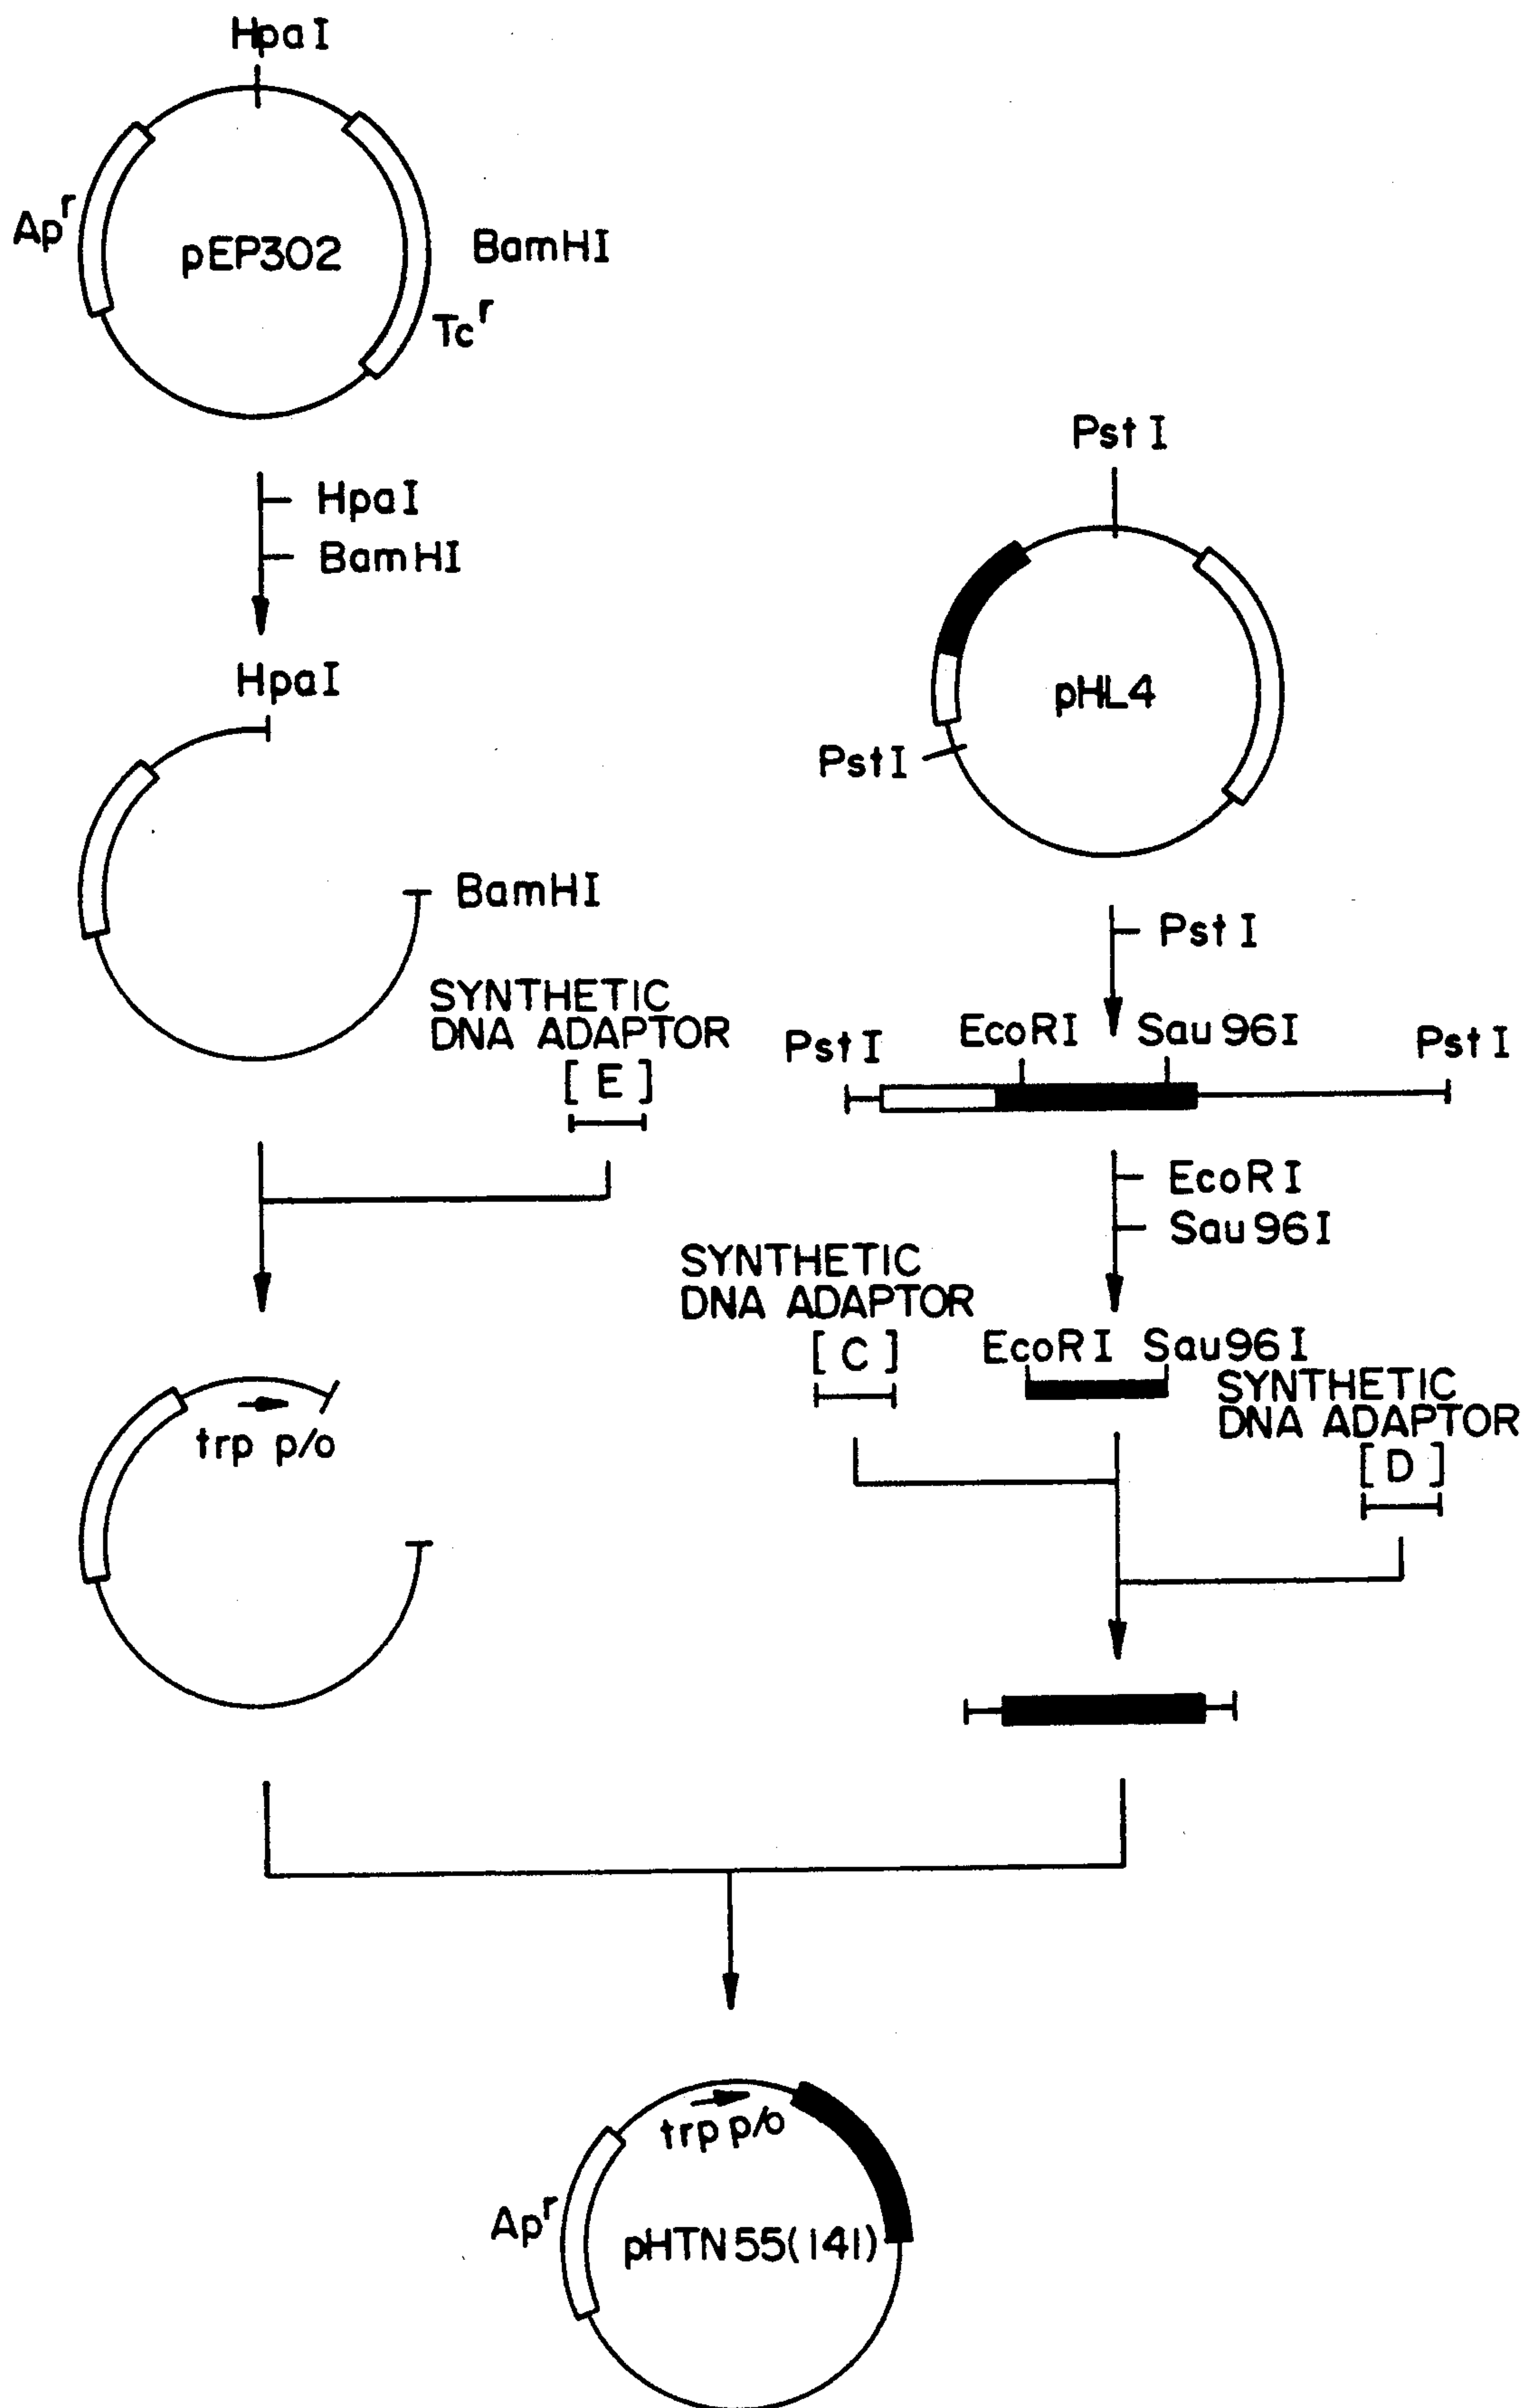 HpaI
Ap^r
pEP302
BamHI
Tc^r
HpaI
BamHI
HpaI
BamHI
SYNTHETIC
DNA ADAPTOR
[ E ]
trp p/o
PstI
pHL4
PstI
PstI
PstI
EcoRI
Sau96I
PstI
EcoRI
Sau96I
SYNTHETIC
DNA ADAPTOR
[ C ]
EcoRI Sau96I
SYNTHETIC
DNA ADAPTOR
[ D ]
trp p/o
Ap^r
pHTN55(141)